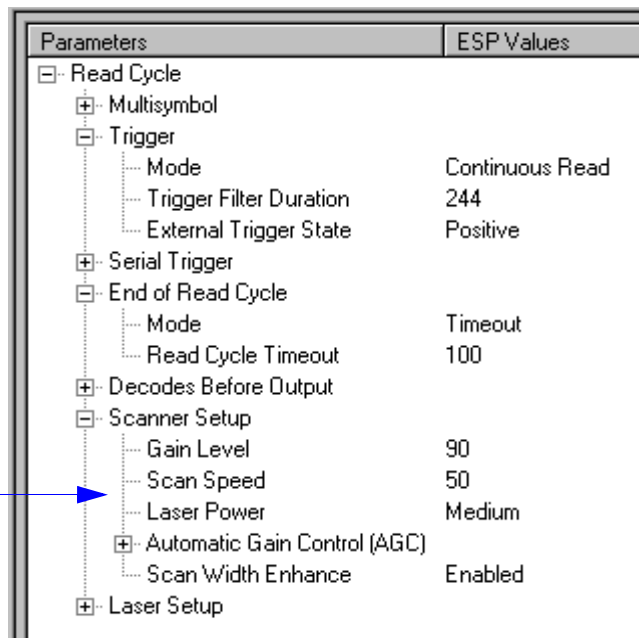 Parameters ESP Values
Read Cycle
Multisymbol
Trigger
Mode Continuous Read
Trigger Filter Duration 244
External Trigger State Positive
Serial Trigger
End of Read Cycle
Mode Timeout
Read Cycle Timeout 100
Decodes Before Output
Scanner Setup
Gain Level 90
Scan Speed 50
Laser Power Medium
Automatic Gain Control (AGC)
Scan Width Enhance Enabled
Laser Setup